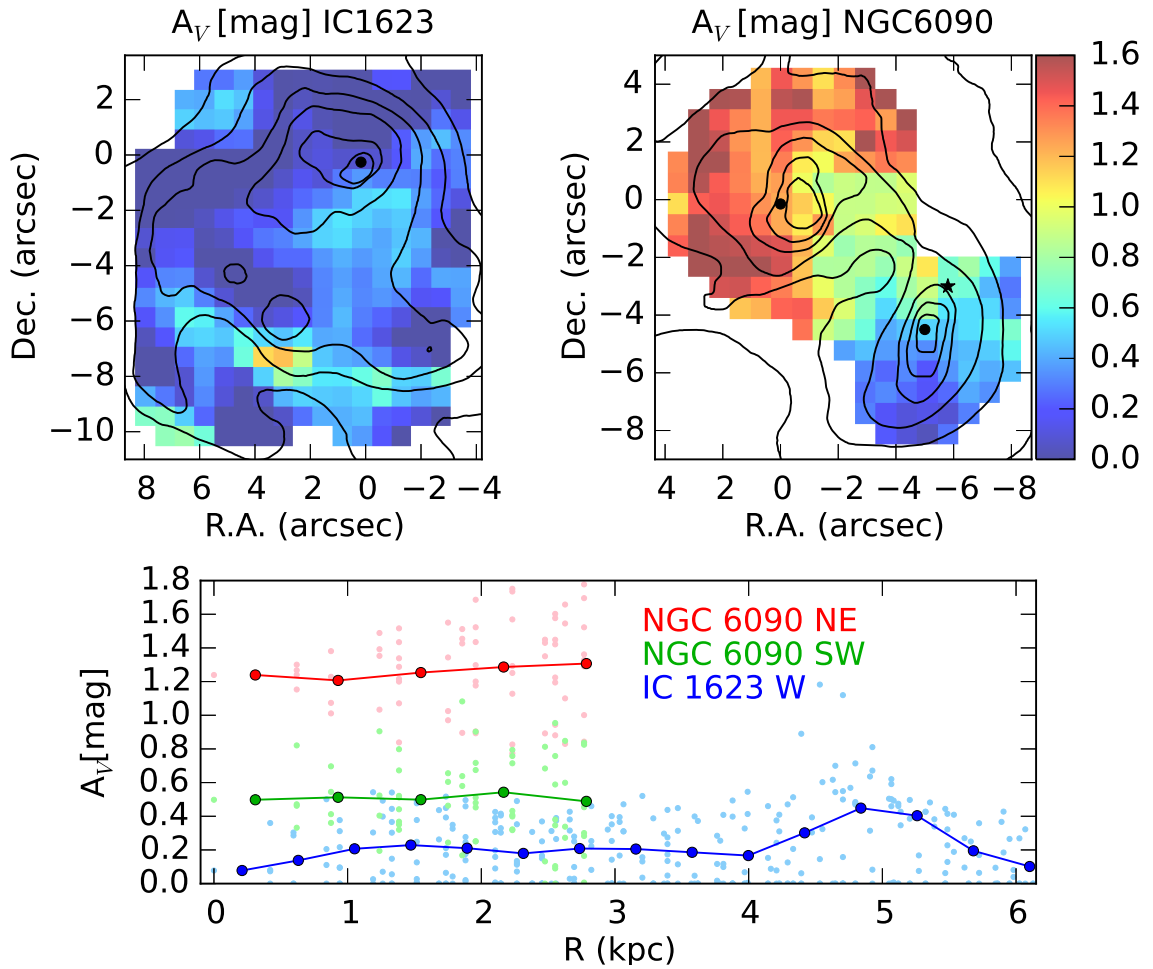 A_V [mag] IC1623
A_V [mag] NGC6090
Dec. (arcsec)
2
0
−2
−4
−6
−8
−10
8 6 4 2 0 −2 −4
R.A. (arcsec)
Dec. (arcsec)
4
2
0
−2
−4
−6
−8
4 2 0 −2 −4 −6 −8
R.A. (arcsec)
1.6
1.4
1.2
1.0
0.8
0.6
0.4
0.2
0.0
A_V[mag]
1.8
1.6
1.4
1.2
1.0
0.8
0.6
0.4
0.2
0.0
NGC 6090 NE
NGC 6090 SW
IC 1623 W
0 1 2 3 4 5 6
R (kpc)